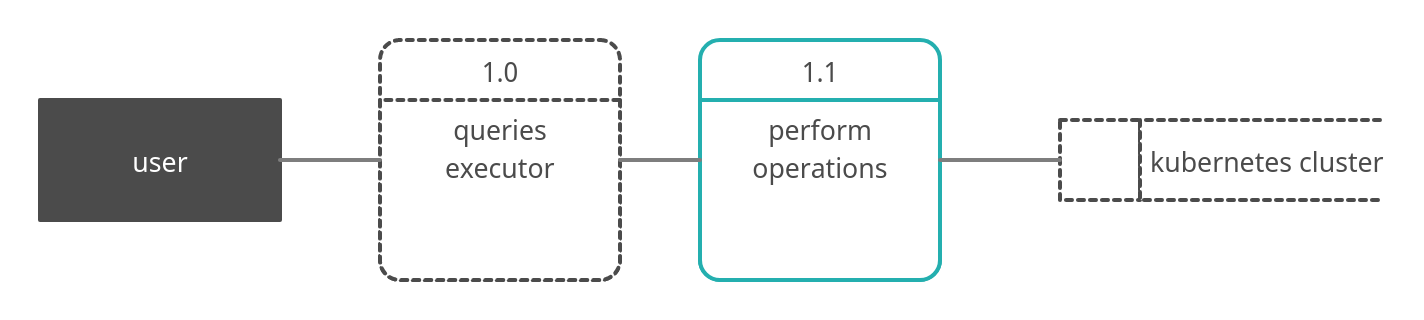 user
1.0
queries
executor
1.1
perform
operations
kubernetes cluster